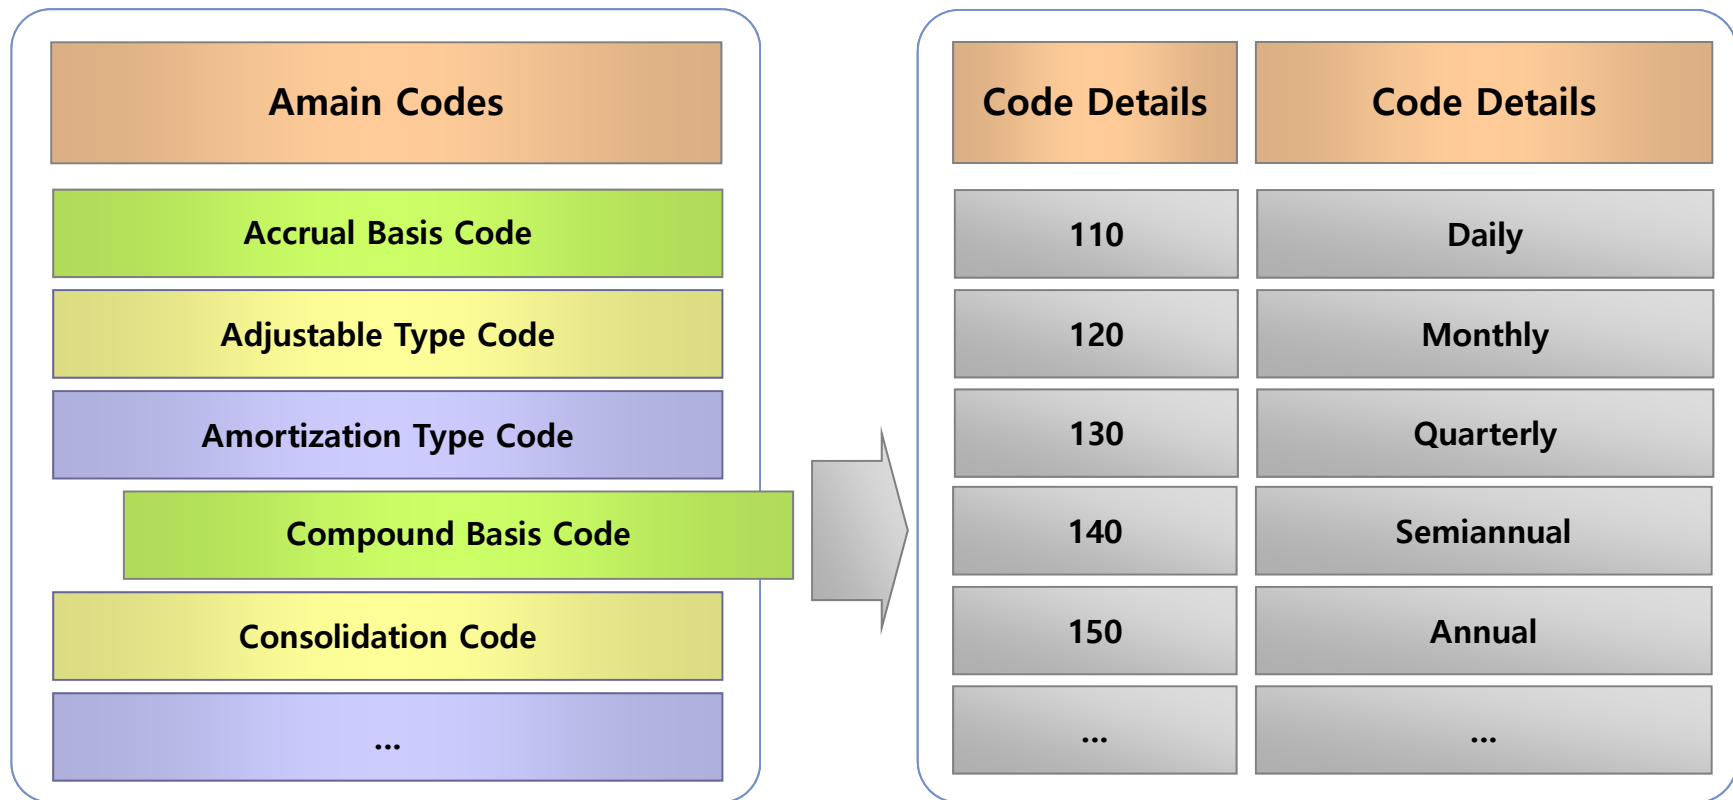 Amain Codes
Accrual Basis Code
Adjustable Type Code
Amortization Type Code
Compound Basis Code
Consolidation Code
...
Code Details Code Details
110 Daily
120 Monthly
130 Quarterly
140 Semiannual
150 Annual
... ...